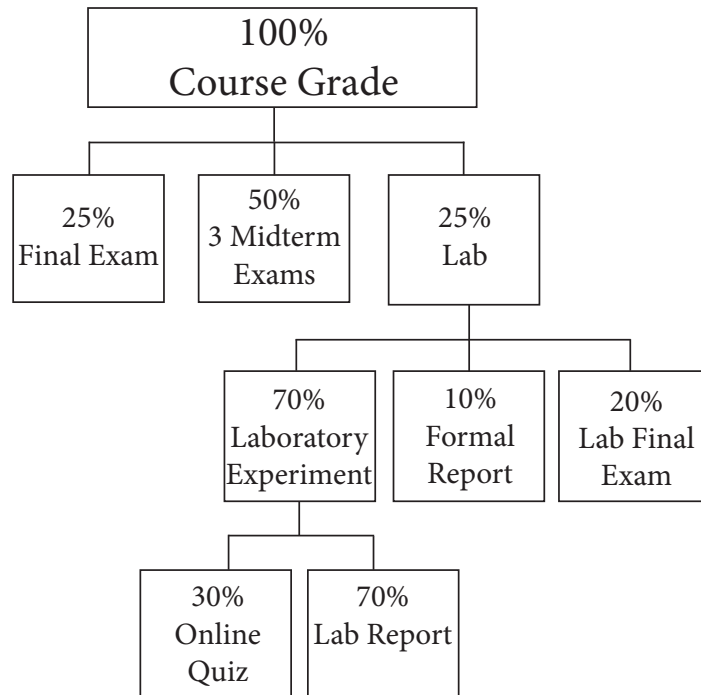 100%
Course Grade
25%
Final Exam
50%
3 Midterm
Exams
25%
Lab
70%
Laboratory
Experiment
10%
Formal
Report
20%
Lab Final
Exam
30%
Online
Quiz
70%
Lab Report